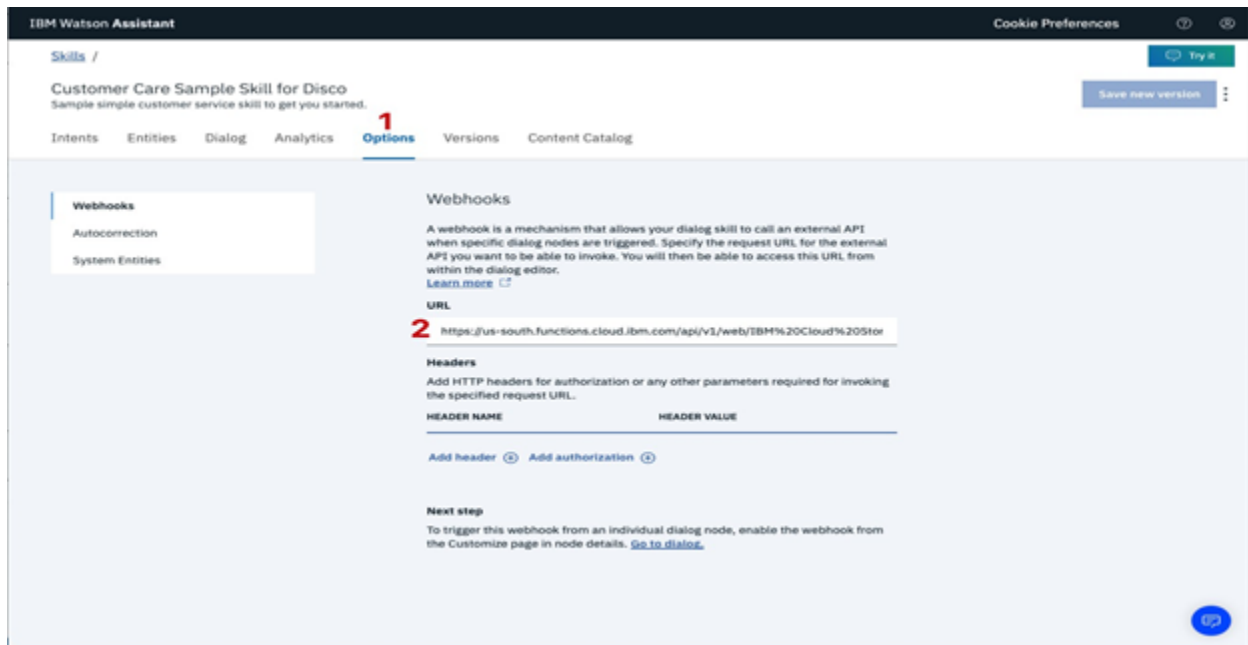 IBM Watson Assistant
Cookie Preferences
Skills /
Try it
Customer Care Sample Skill for Disco
Sample simple customer service skill to get you started.
Save new version
1
Intents Entities Dialog Analytics Options Versions Content Catalog
Webhooks
Autocorrection
System Entities
Webhooks
A webhook is a mechanism that allows your dialog skill to call an external API
when specific dialog nodes are triggered. Specify the request URL for the external
API you want to be able to invoke. You will then be able to access this URL from
within the dialog editor.
Learn more
URL
2 https://us-south.functions.cloud.ibm.com/api/v1/web/IBM%20Cloud%20Stor
Headers
Add HTTP headers for authorization or any other parameters required for invoking
the specified request URL.
HEADER NAME HEADER VALUE
Add header Add authorization
Next step
To trigger this webhook from an individual dialog node, enable the webhook from
the Customize page in node details. Go to dialog.